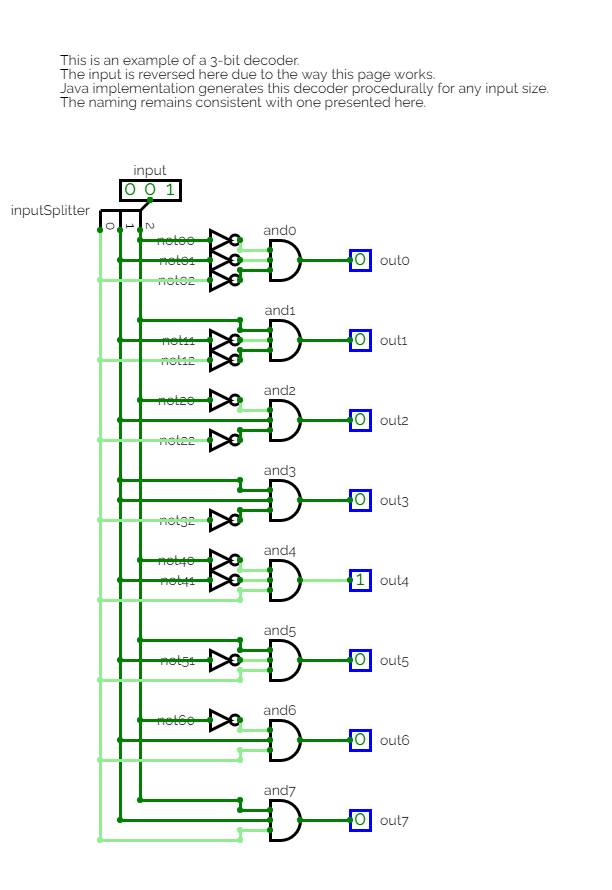 This is an example of a 3-bit decoder.
The input is reversed here due to the way this page works.
Java implementation generates this decoder procedurally for any input size.
The naming remains consistent with one presented here.
input
0 0 1
inputSplitter
0 1 2
not00
and0
not01
0 out0
not02
and1
not11
0 out1
not12
and2
not20
0 out2
not22
and3
0 out3
not32
and4
not40
not41
1 out4
and5
not51
0 out5
and6
not60
0 out6
and7
0 out7